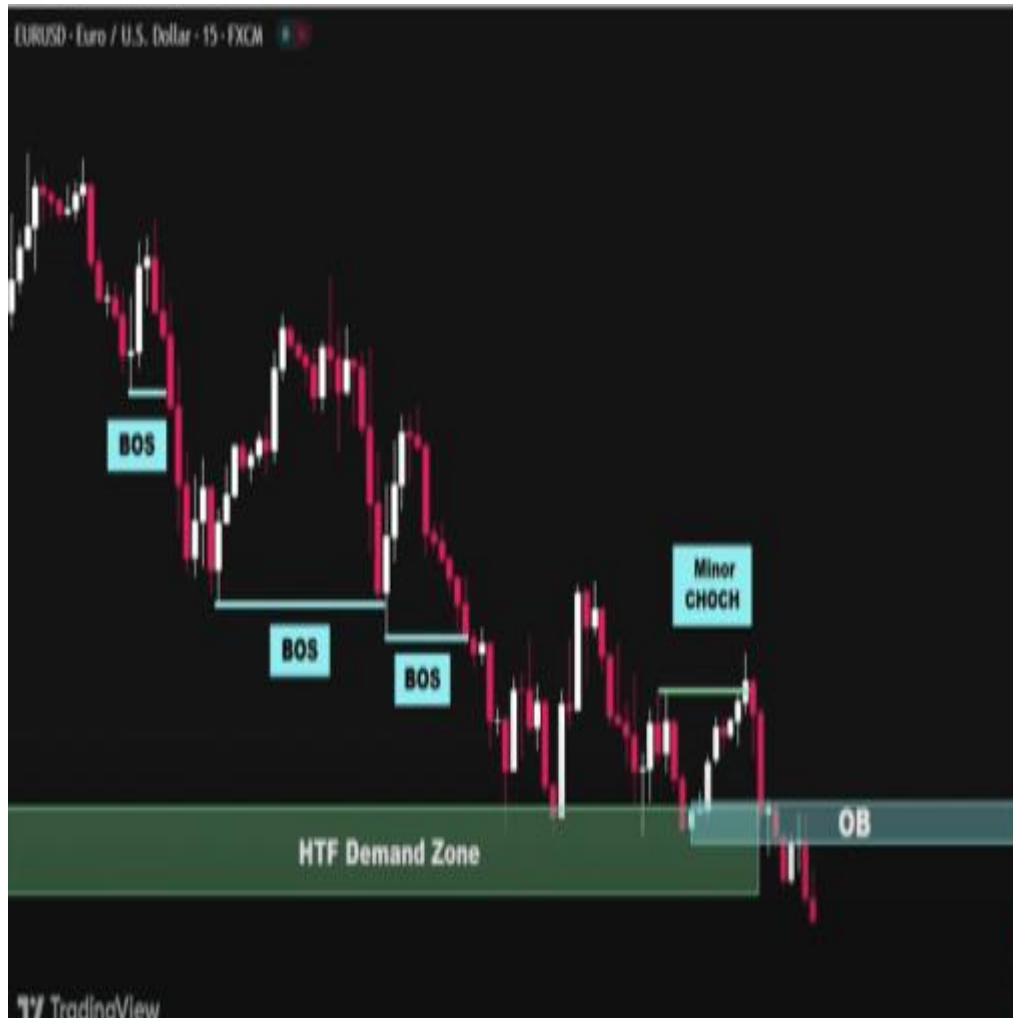 EURUSD · Euro / U.S. Dollar · 15 · FXCM
BOS
BOS
BOS
Minor
CHOCH
OB
HTF Demand Zone
TradingView